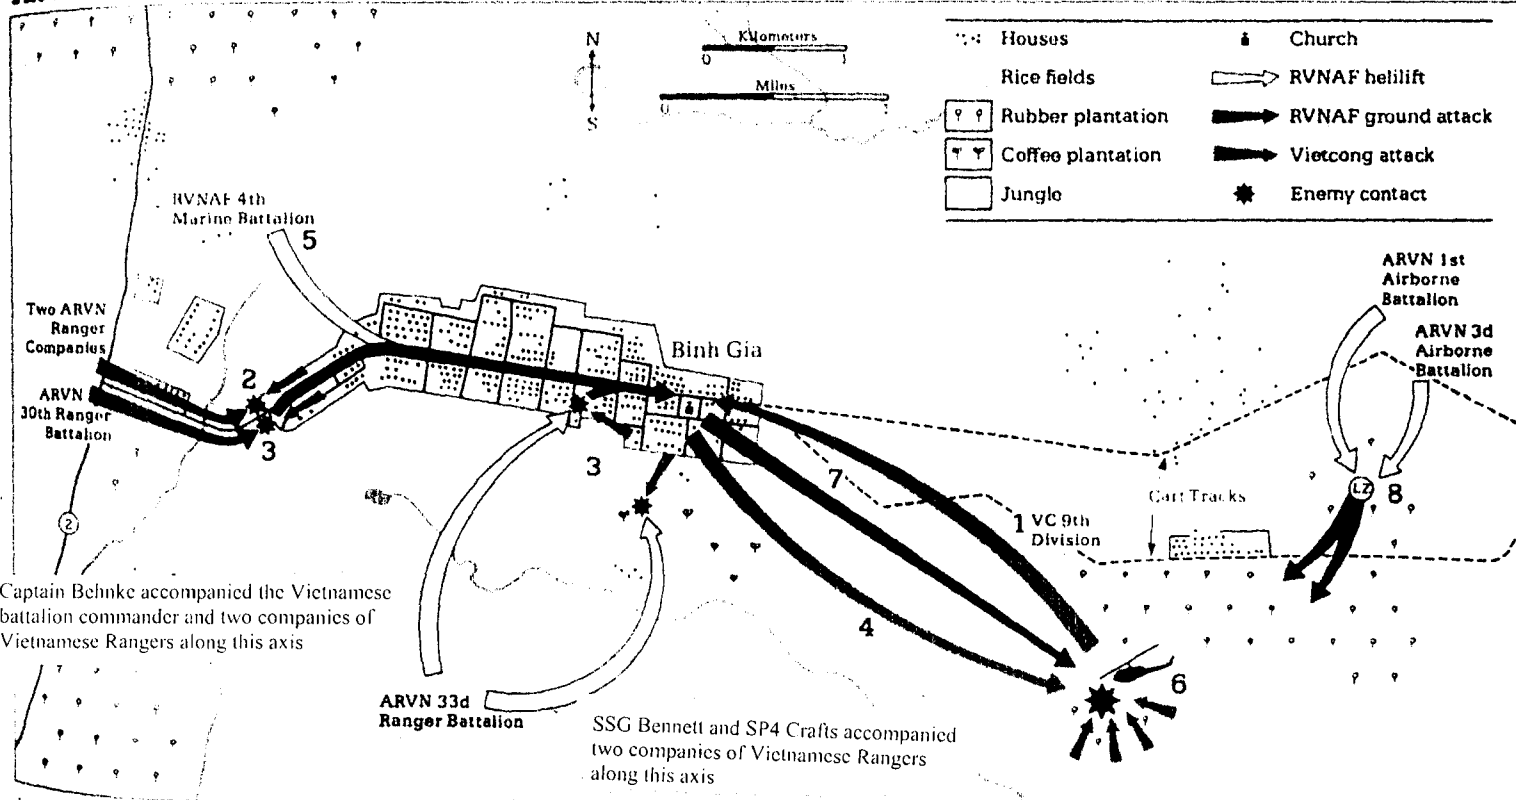 N
S
Kilometers
0 1
Miles
0 1
Houses
Church
Rice fields
RVNAF helilift
Rubber plantation
RVNAF ground attack
Coffee plantation
Vietcong attack
Jungle
Enemy contact
RVNAF 4th
Marine Battalion
5
ARVN 1st
Airborne
Battalion
ARVN 3d
Airborne
Battalion
Two ARVN
Ranger
Companies
Binh Gia
2
ARVN
30th Ranger
Battalion
3
3
7
LZ
8
Cart Tracks
1
VC 9th
Division
2
Captain Behnke accompanied the Vietnamese
battalion commander and two companies of
Vietnamese Rangers along this axis
4
6
ARVN 33d
Ranger Battalion
SSG Bennett and SP4 Crafts accompanied
two companies of Vietnamese Rangers
along this axis